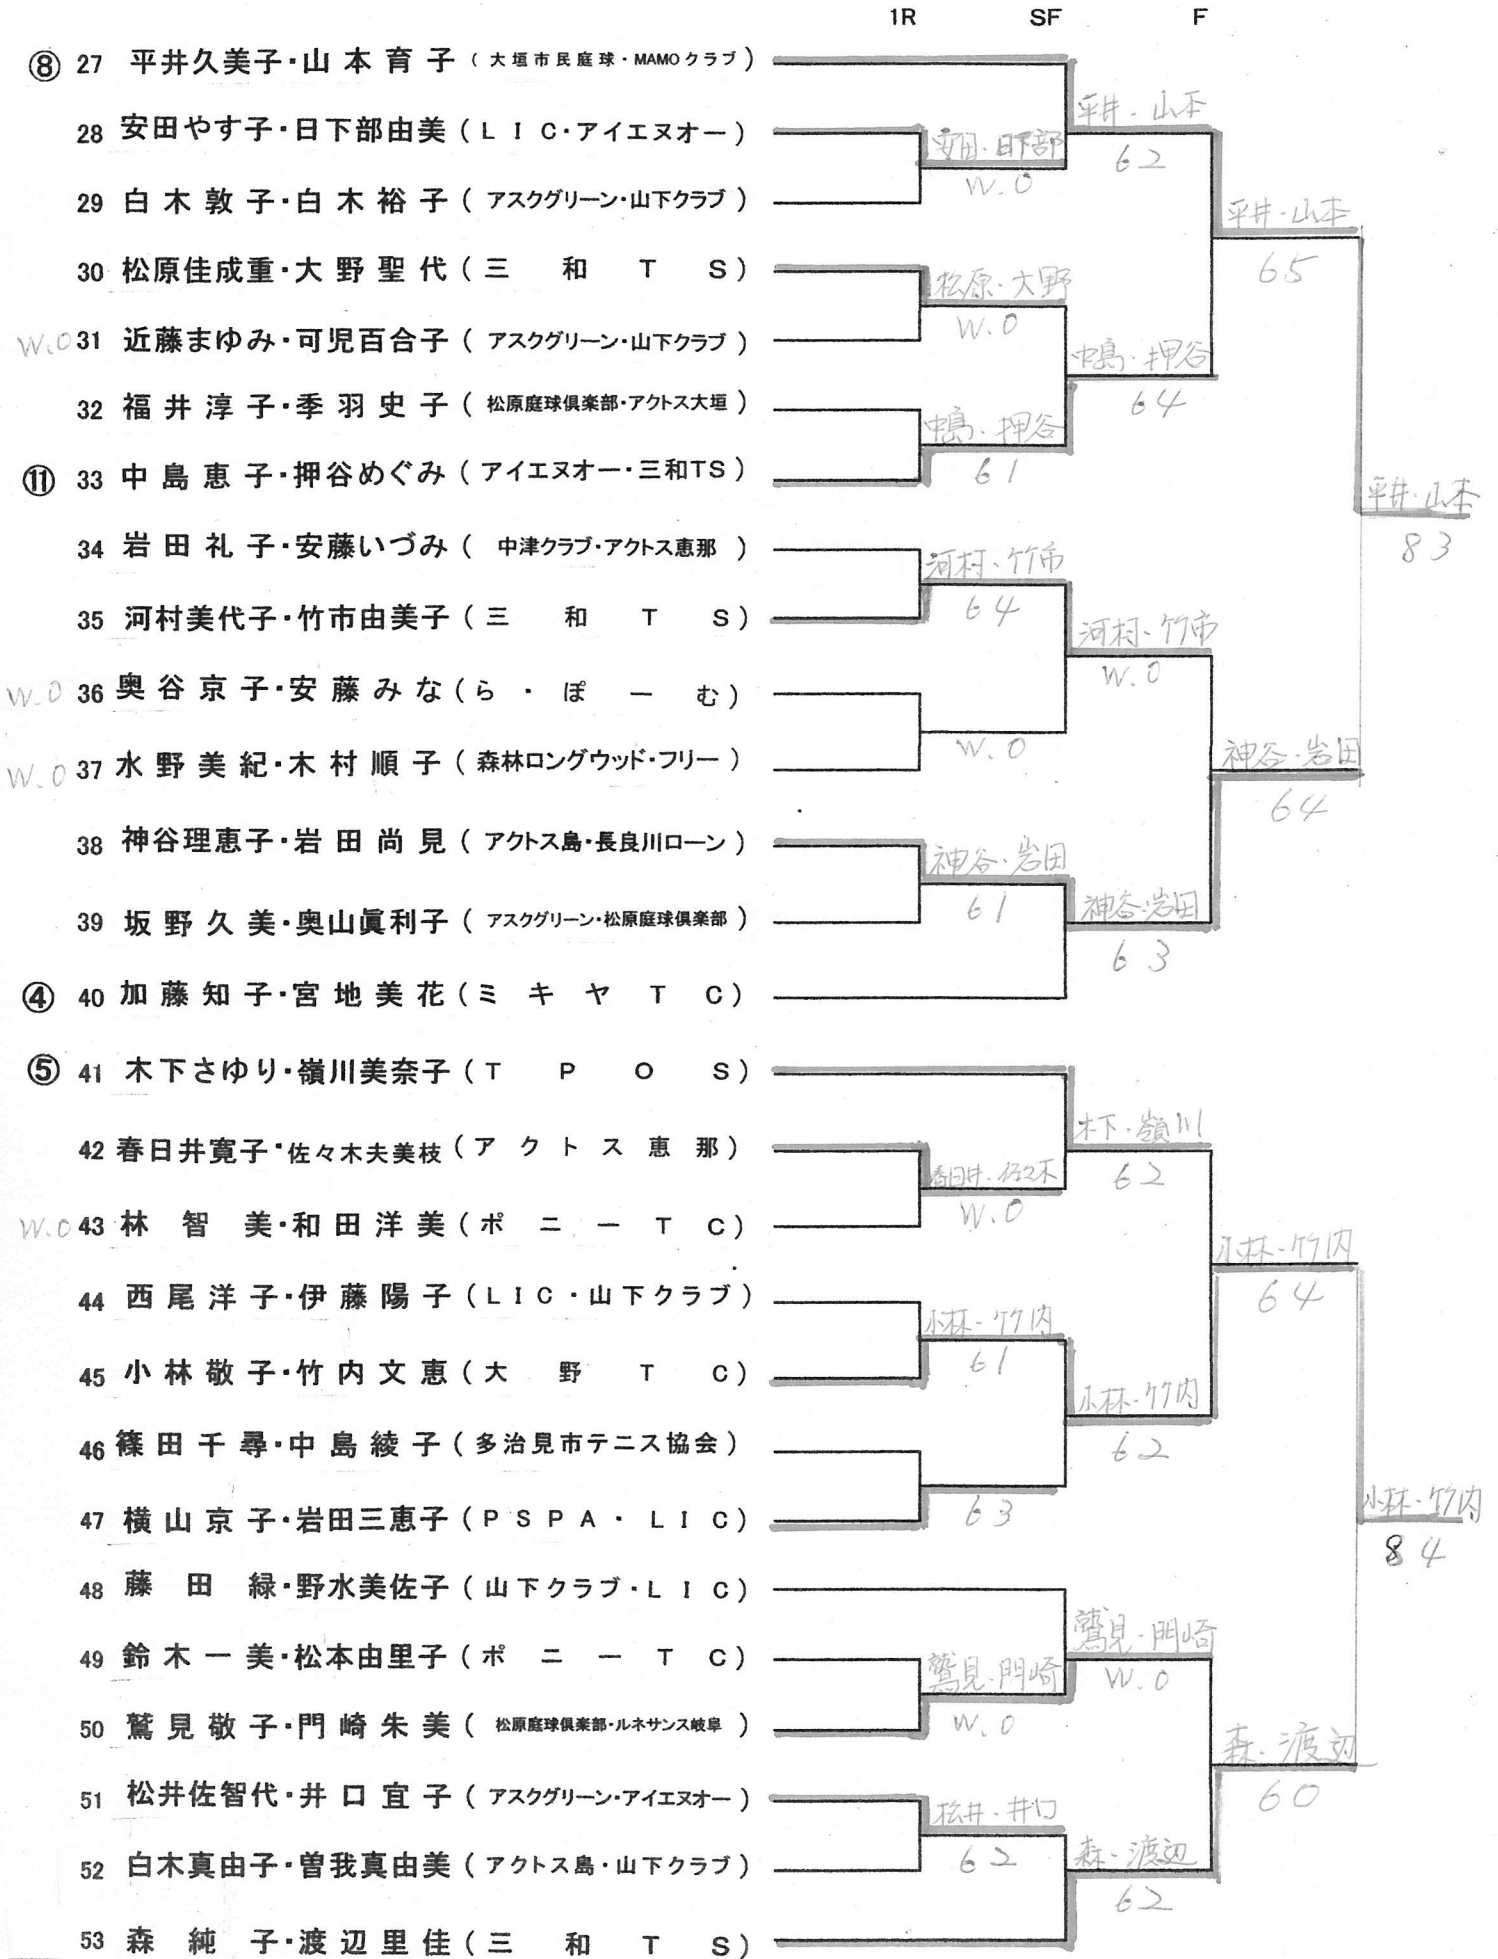 1R SF F
⑧ 27 平井久美子・山本育子(大垣市民庭球・MAMOクラブ)
平井・山本
28 安田やす子・日下部由美(LIC・アイエヌオー)
安田・日下部
62
W.O
29 白木敦子・白木裕子(アスクグリーン・山下クラブ)
平井・山本
30 松原佳成重・大野聖代(三和TS)
65
松原・大野
W.O
W.O 31 近藤まゆみ・可児百合子(アスクグリーン・山下クラブ)
中島・押谷
32 福井淳子・季羽史子(松原庭球倶楽部・アクトス大垣)
64
中島・押谷
61
⑪ 33 中島恵子・押谷めぐみ(アイエヌオー・三和TS)
平井・山本
83
34 岩田礼子・安藤いづみ(中津クラブ・アクトス恵那)
河村・竹市
64
35 河村美代子・竹市由美子(三和TS)
河村・竹市
W.O
W.O 36 奥谷京子・安藤みな(ら・ぽーむ)
W.O
W.O 37 水野美紀・木村順子(森林ロングウッド・フリー)
神谷・岩田
64
38 神谷理恵子・岩田尚見(アクトス島・長良川ローン)
神谷・岩田
61
39 坂野久美・奥山眞利子(アスクグリーン・松原庭球倶楽部)
神谷・岩田
63
④ 40 加藤知子・宮地美花(ミキヤTC)
⑤ 41 木下さゆり・嶺川美奈子(TPOS)
木下・嶺川
42 春日井寛子・佐々木夫美枝(アクトス恵那)
62
春日井・佐々木
W.O
W.O 43 林智美・和田洋美(ポニーTC)
小林・竹内
64
44 西尾洋子・伊藤陽子(LIC・山下クラブ)
小林・竹内
61
45 小林敬子・竹内文恵(大野TC)
小林・竹内
62
46 篠田千尋・中島綾子(多治見市テニス協会)
63
小林・竹内
84
47 横山京子・岩田三恵子(PSPA・LIC)
48 藤田緑・野水美佐子(山下クラブ・LIC)
鷲見・門崎
49 鈴木一美・松本由里子(ポニーTC)
W.O
鷲見・門崎
W.O
50 鷲見敬子・門崎朱美(松原庭球倶楽部・ルネサンス岐阜)
森・渡辺
60
51 松井佐智代・井口宜子(アスクグリーン・アイエヌオー)
松井・井口
62
52 白木真由子・曽我真由美(アクトス島・山下クラブ)
森・渡辺
62
53 森純子・渡辺里佳(三和TS)